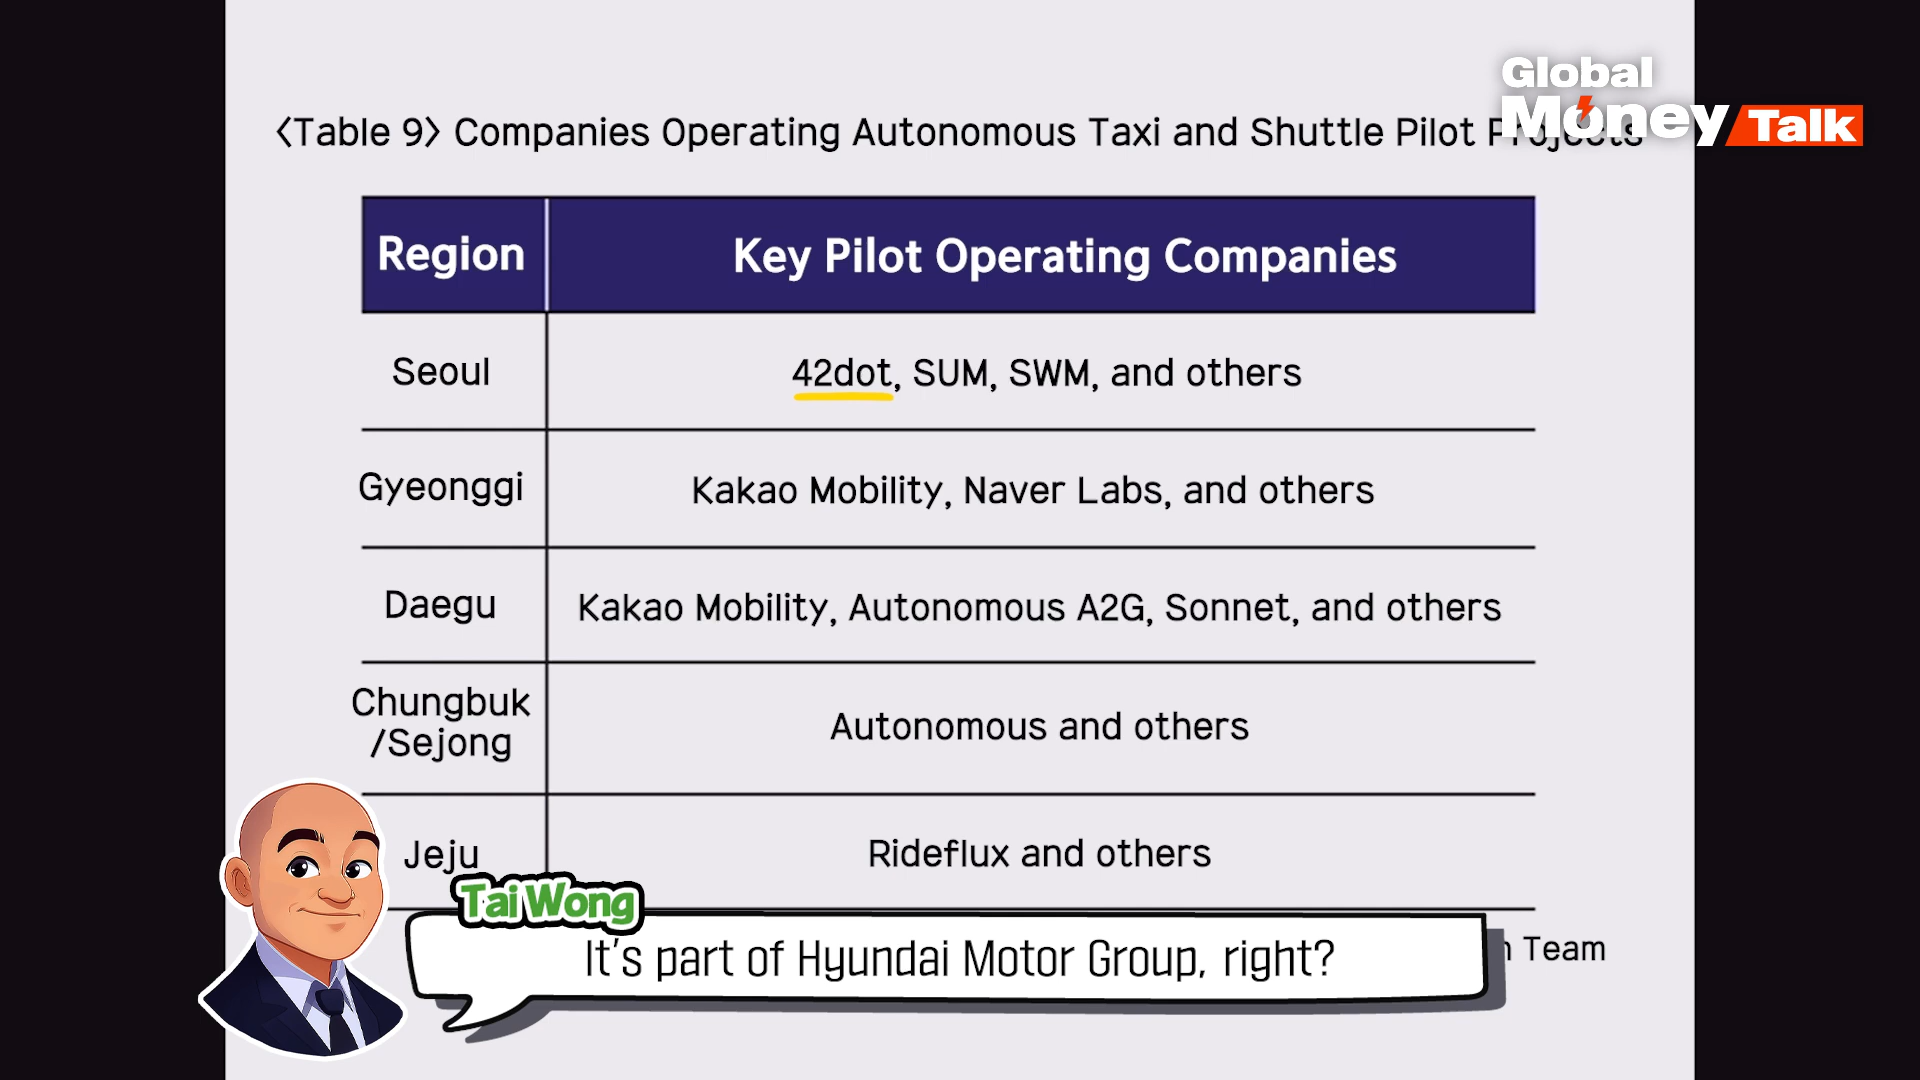 Global
Money Talk
<Table 9> Companies Operating Autonomous Taxi and Shuttle Pilot Projects
Region Key Pilot Operating Companies
Seoul 42dot, SUM, SWM, and others
Gyeonggi Kakao Mobility, Naver Labs, and others
Daegu Kakao Mobility, Autonomous A2G, Sonnet, and others
Chungbuk
/Sejong
Autonomous and others
Jeju Rideflux and others
Tai Wong
It's part of Hyundai Motor Group, right?
Team